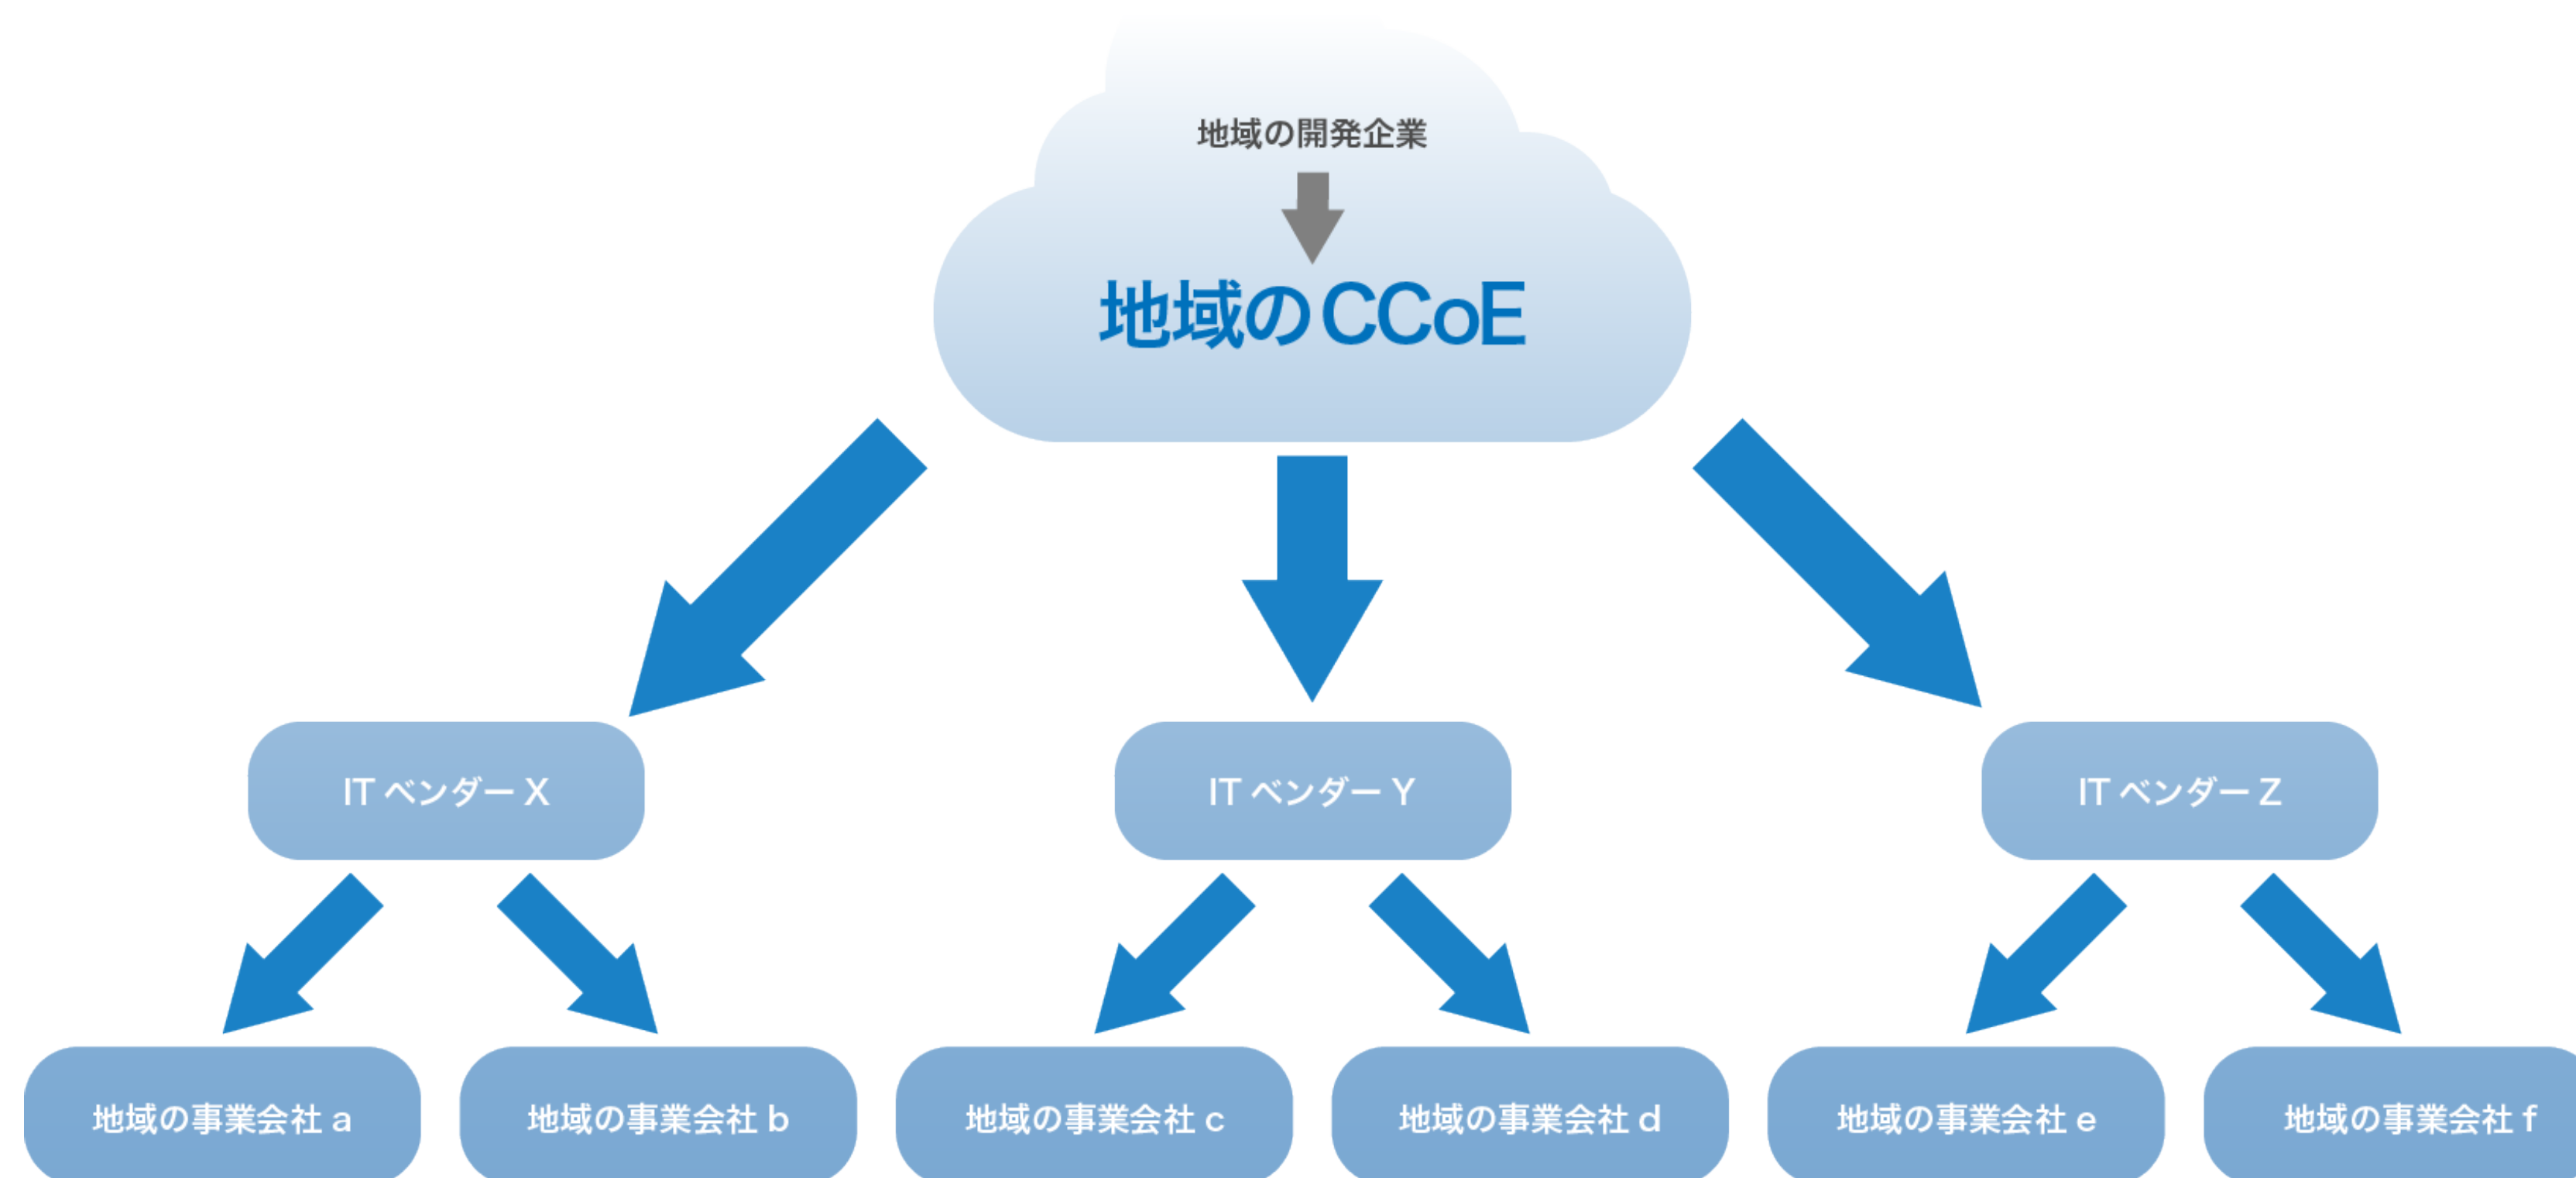 地域の開発企業
地域のCCoE
IT ベンダー X
IT ベンダー Y
IT ベンダー Z
地域の事業会社 a
地域の事業会社 b
地域の事業会社 c
地域の事業会社 d
地域の事業会社 e
地域の事業会社 f